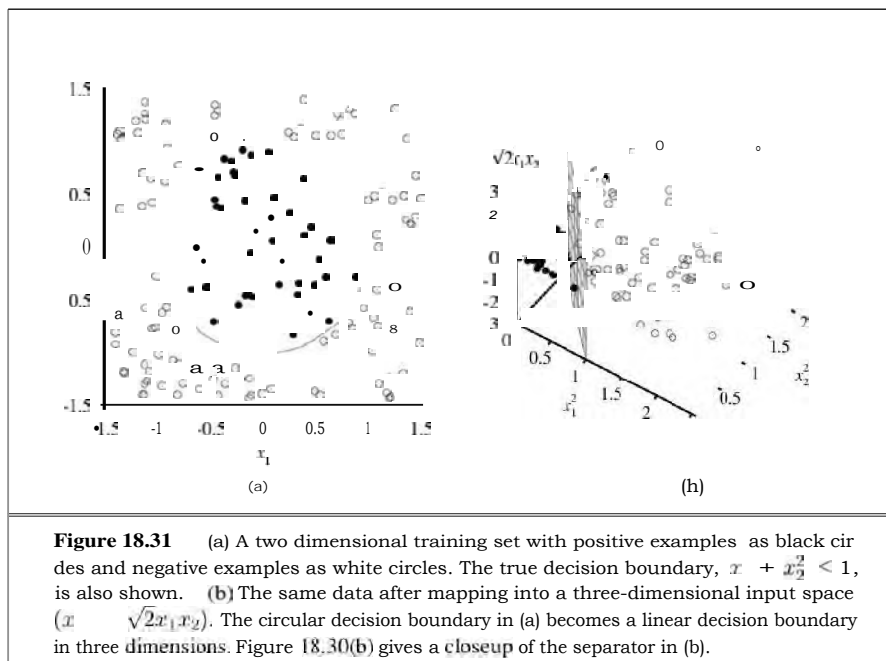 1.5
1
0.5
0
0.5
-1.5
•1.5 -1 -0.5 0 0.5 1 1.5
x₁
(a)
√2x₁x₂
3
2
0
-1
-2
3
0
0.5
1
1.5
2
x₁²
0.5
1
1.5
2
x₂²
(h)
Figure 18.31 (a) A two dimensional training set with positive examples as black cir
des and negative examples as white circles. The true decision boundary, x + x₂² < 1,
is also shown. (b) The same data after mapping into a three-dimensional input space
(x √2x₁x₂). The circular decision boundary in (a) becomes a linear decision boundary
in three dimensions. Figure 18.30(b) gives a closeup of the separator in (b).